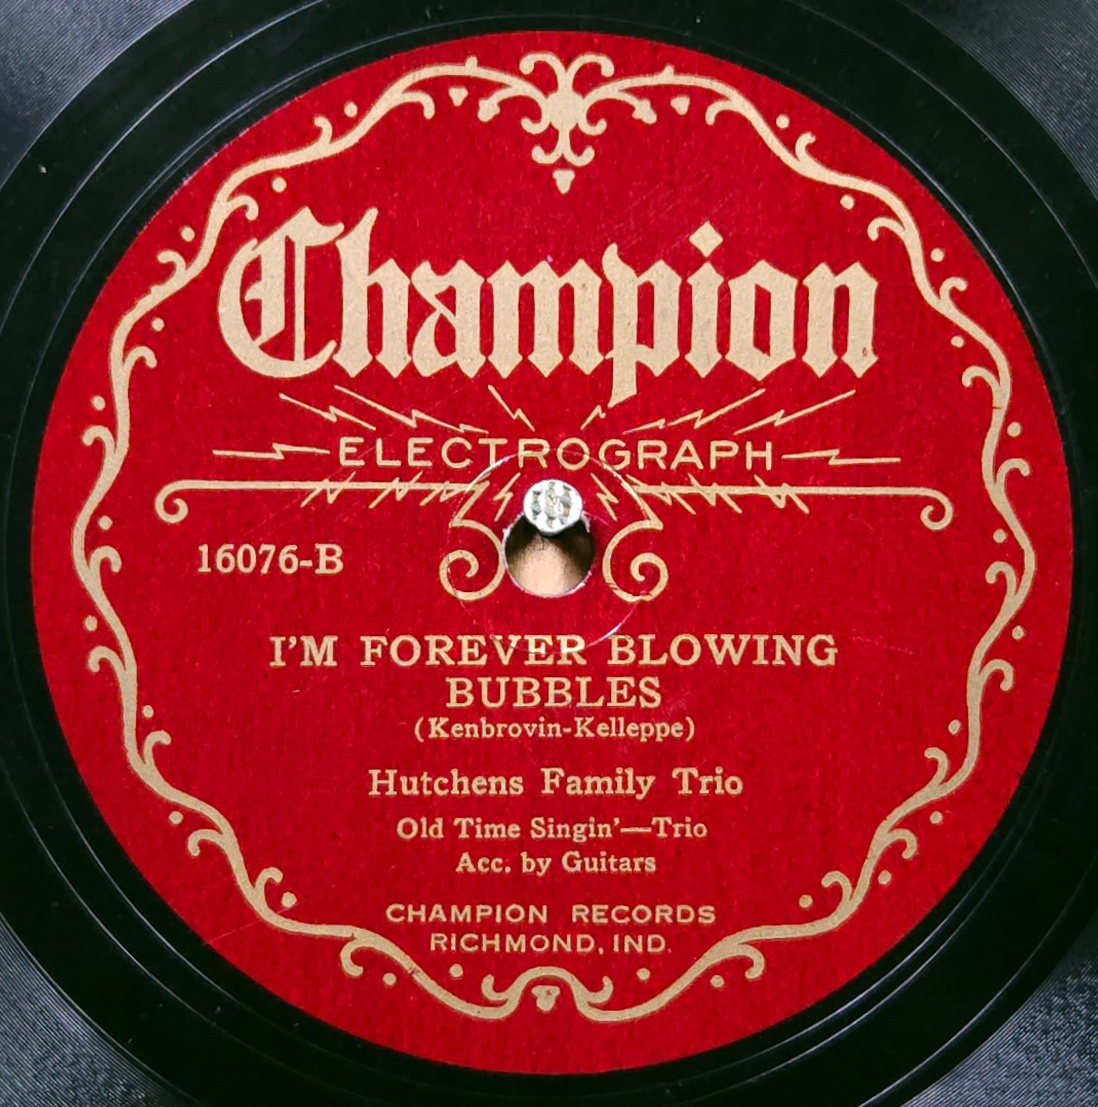 Champion
ELECTROGRAPH
16076-B
I'M FOREVER BLOWING
BUBBLES
(Kenbrovin-Kelleppe)
Hutchens Family Trio
Old Time Singin'—Trio
Acc. by Guitars
CHAMPION RECORDS
RICHMOND, IND.